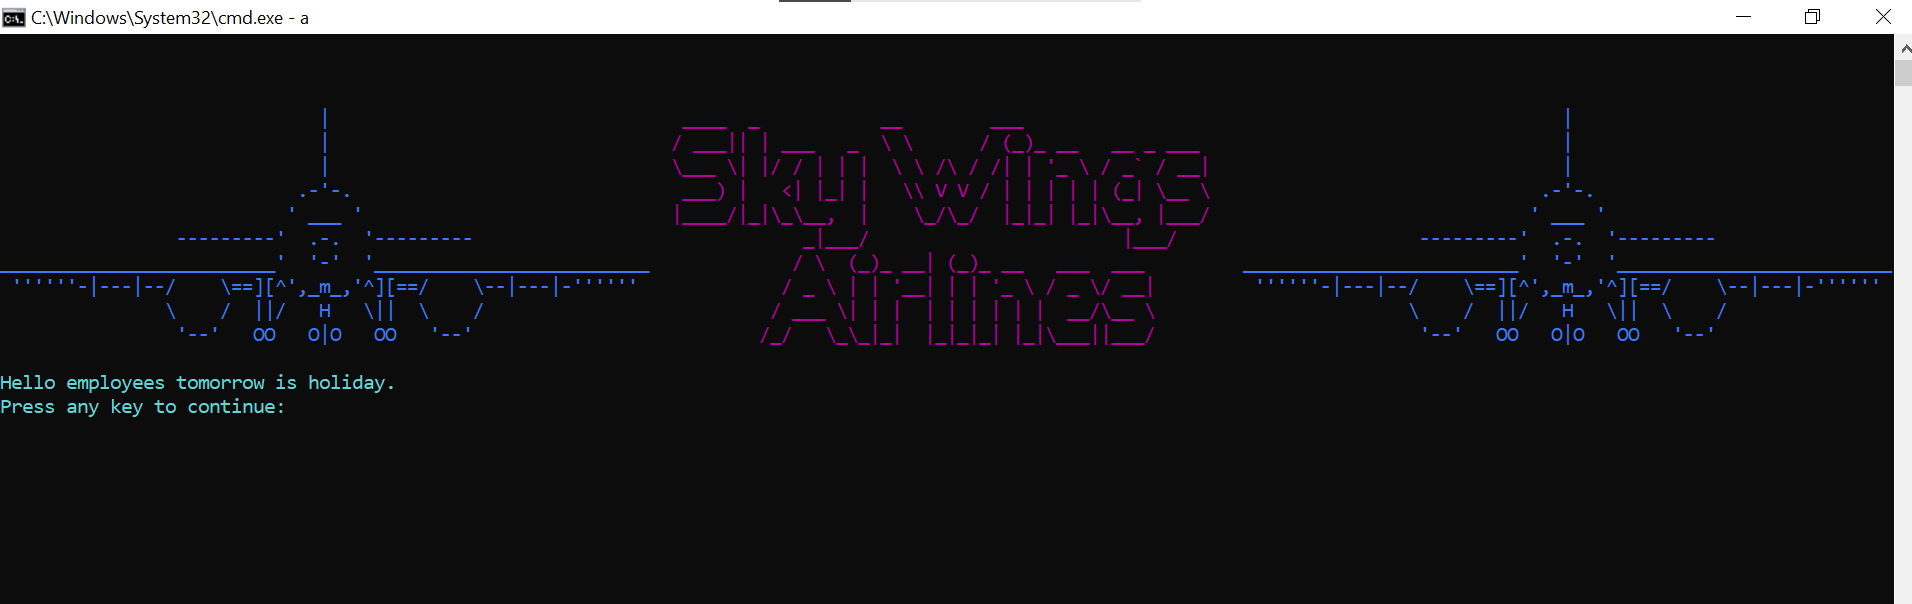 C:\Windows\System32\cmd.exe - a
Sky Wings
Airlines
Hello employees tomorrow is holiday.
Press any key to continue: